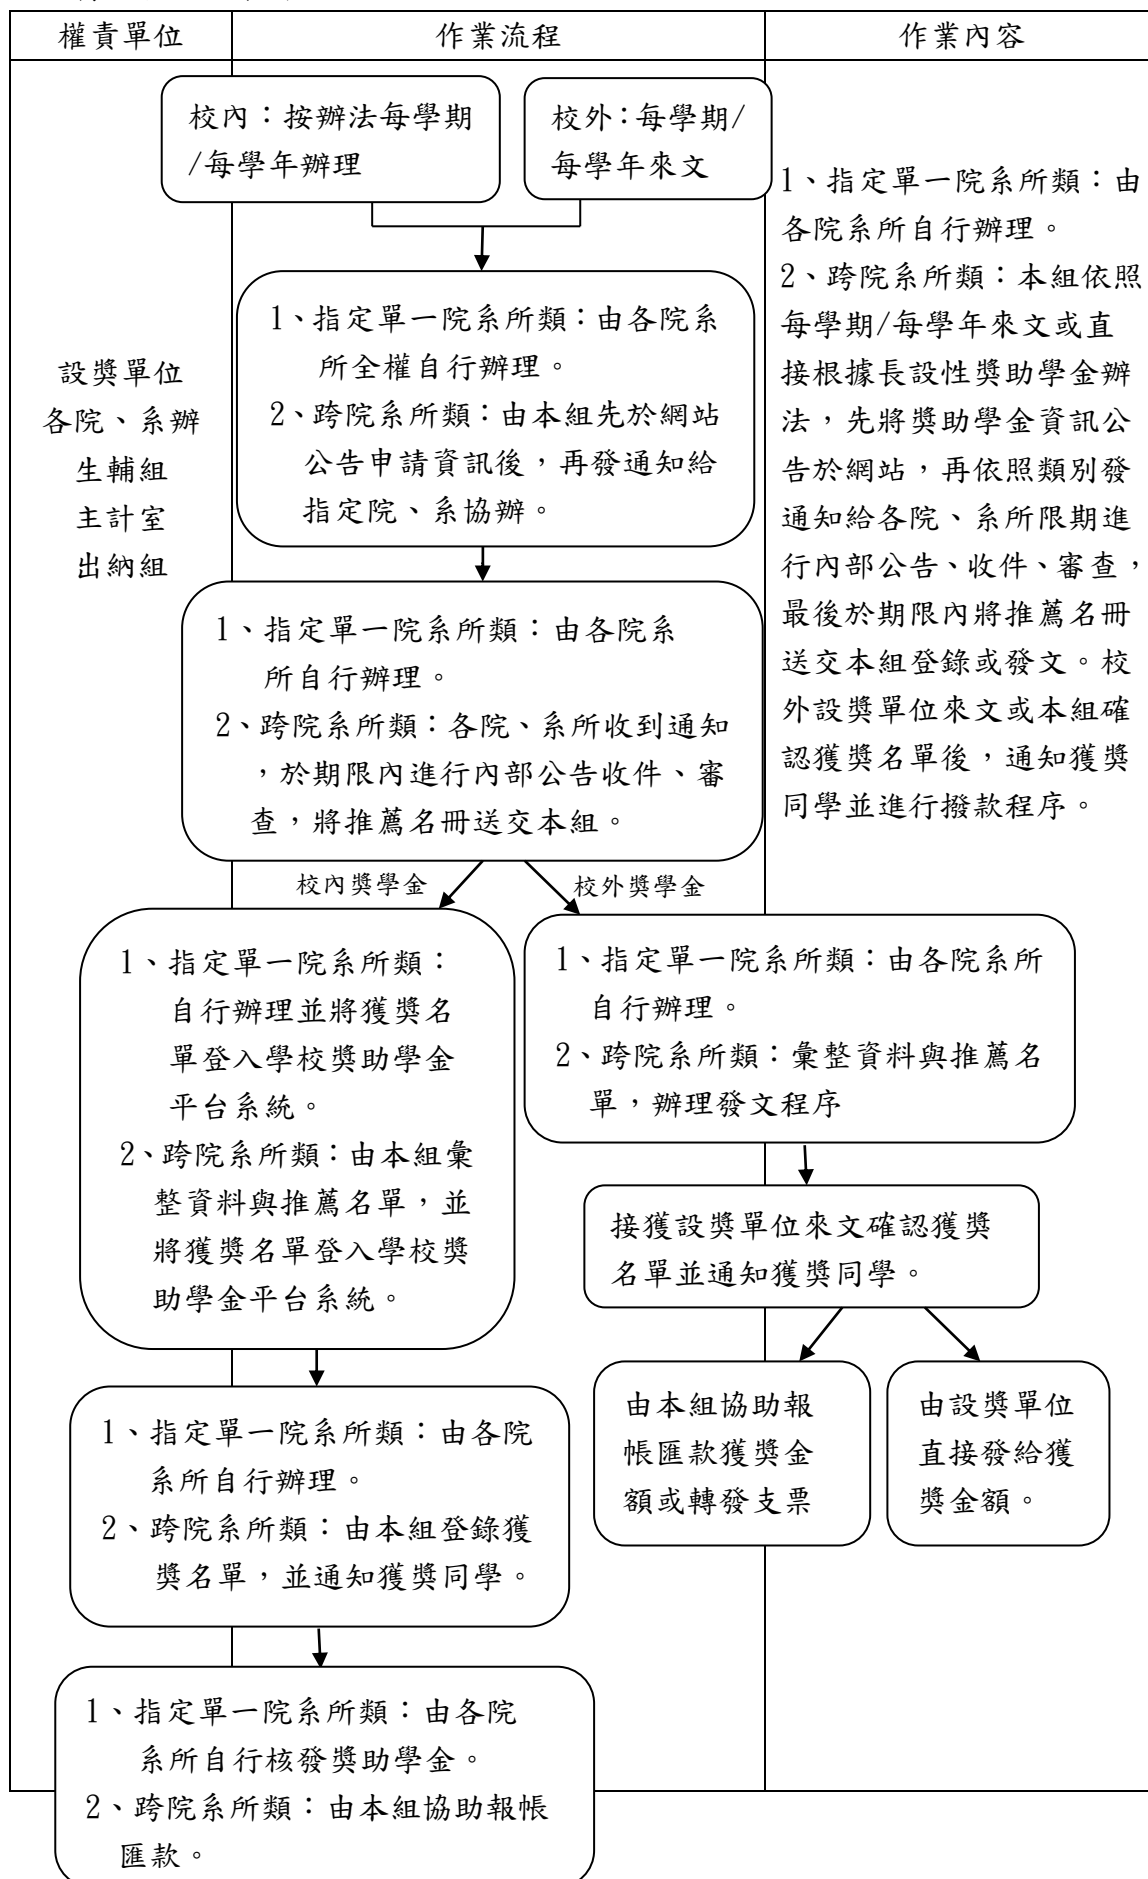 權責單位
作業流程
作業內容
設獎單位
各院、系辦
生輔組
主計室
出納組
校內：按辦法每學期
/每學年辦理
校外：每學期/
每學年來文
1、指定單一院系所類：由各院系
所全權自行辦理。
2、跨院系所類：由本組先於網站
公告申請資訊後，再發通知給
指定院、系協辦。
1、指定單一院系所類：由各院系
所自行辦理。
2、跨院系所類：各院、系所收到通知
，於期限內進行內部公告收件、審
查，將推薦名冊送交本組。
校內獎學金
校外獎學金
1、指定單一院系所類：
自行辦理並將獲獎名
單登入學校獎助學金
平台系統。
2、跨院系所類：由本組彙
整資料與推薦名單，並
將獲獎名單登入學校獎
助學金平台系統。
1、指定單一院系所類：由各院系所
自行辦理。
2、跨院系所類：彙整資料與推薦名
單，辦理發文程序
接獲設獎單位來文確認獲獎
名單並通知獲獎同學。
由本組協助報
帳匯款獲獎金
額或轉發支票
由設獎單位
直接發給獲
獎金額。
1、指定單一院系所類：由各院
系所自行辦理。
2、跨院系所類：由本組登錄獲
獎名單，並通知獲獎同學。
1、指定單一院系所類：由各院
系所自行核發獎助學金。
2、跨院系所類：由本組協助報帳
匯款。
1、指定單一院系所類：由
各院系所自行辦理。
2、跨院系所類：本組依照
每學期/每學年來文或直
接根據長設性獎助學金辦
法，先將獎助學金資訊公
告於網站，再依照類別發
通知給各院、系所限期進
行內部公告、收件、審查，
最後於期限內將推薦名冊
送交本組登錄或發文。校
外設獎單位來文或本組確
認獲獎名單後，通知獲獎
同學並進行撥款程序。